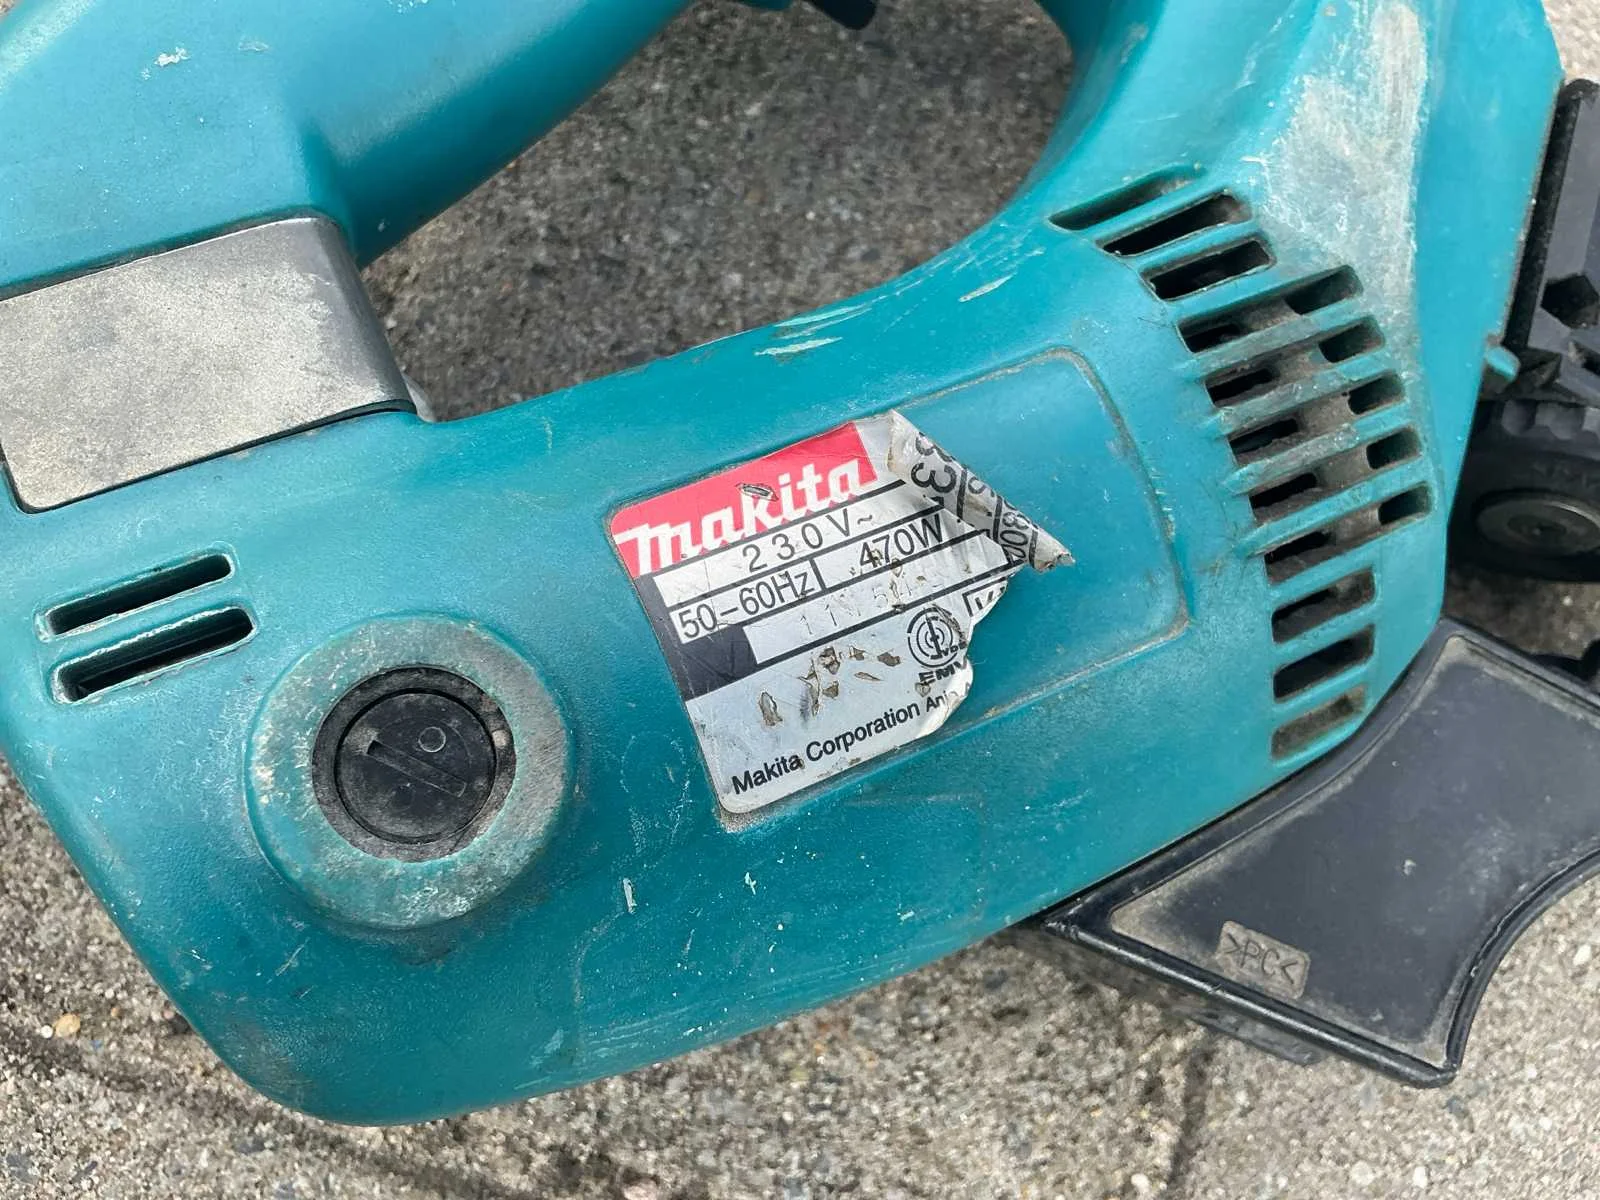 makita
230V~
50-60Hz 470W
EMV
Makita Corporation
>PC<